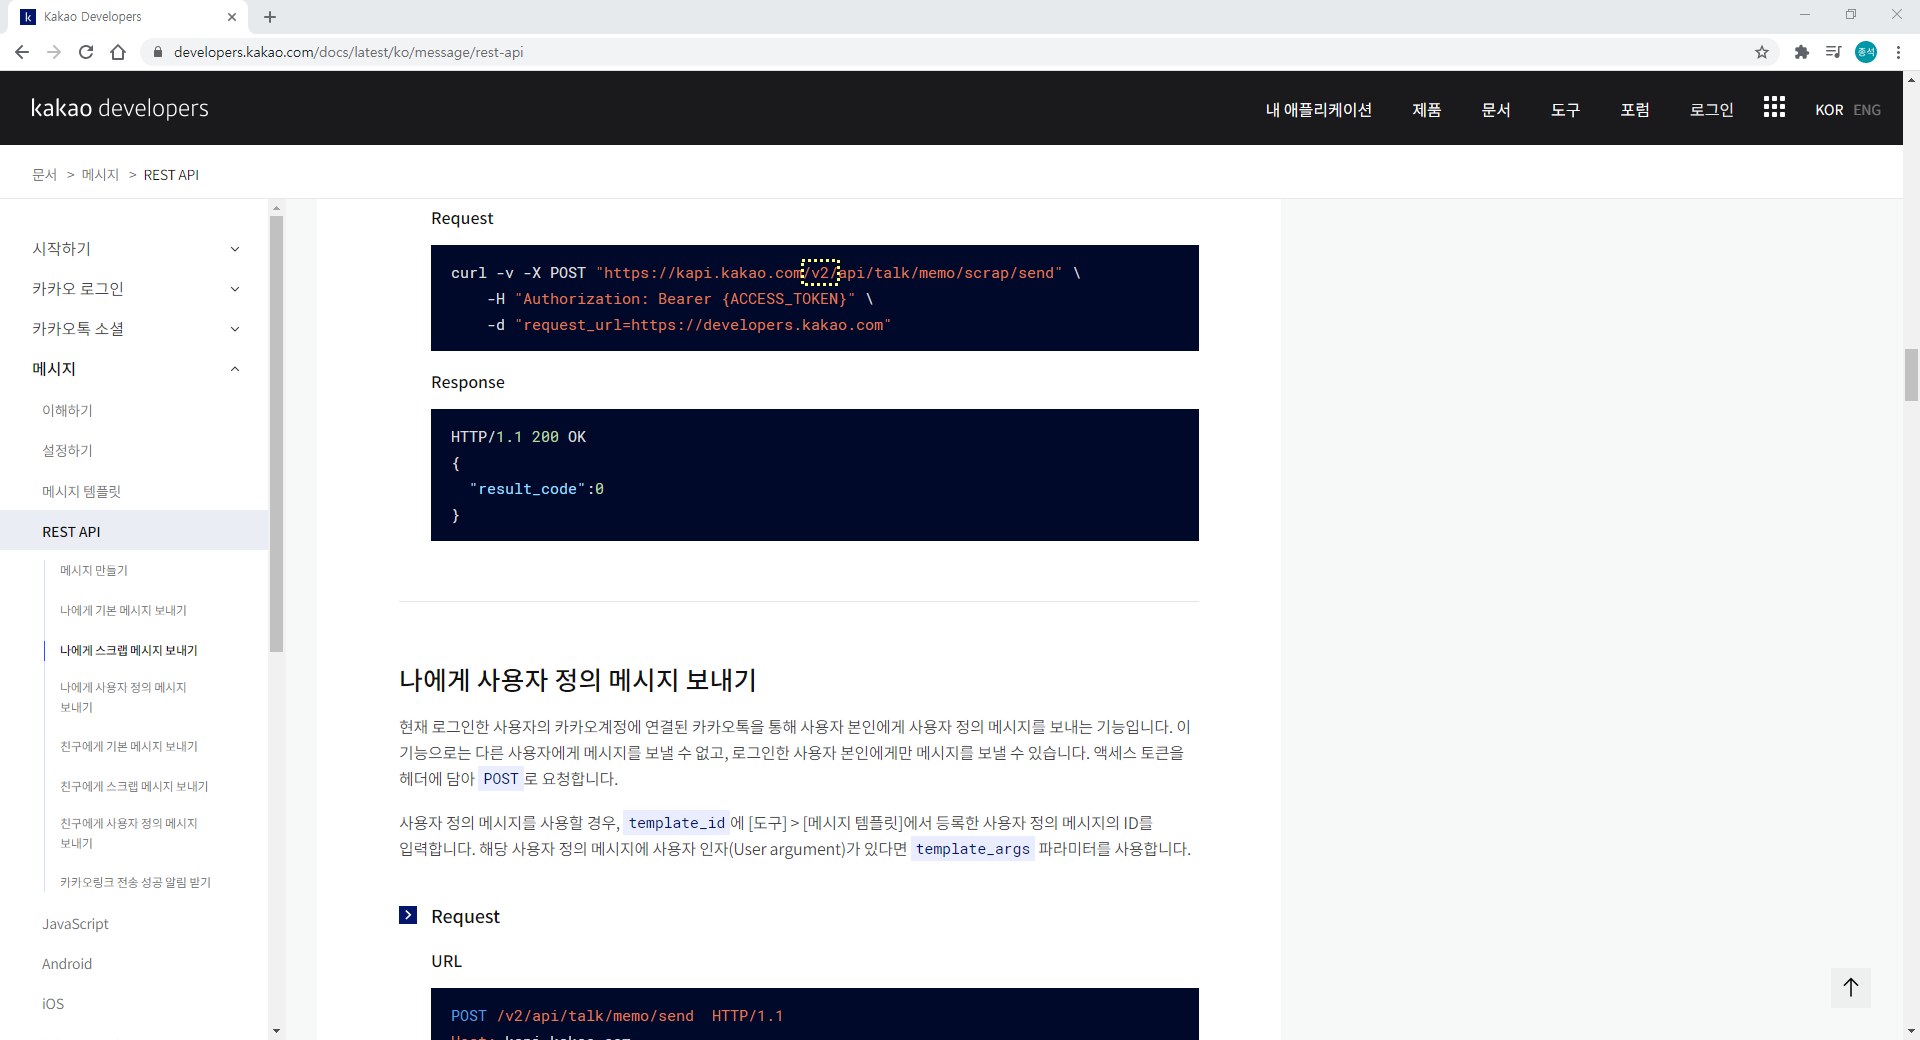 Kakao Developers
developers.kakao.com/docs/latest/ko/message/rest-api
종석
kakao developers
내 애플리케이션
제품
문서
도구
포럼
로그인
KOR ENG
문서 > 메시지 > REST API
시작하기
카카오 로그인
카카오톡 소셜
메시지
이해하기
설정하기
메시지 템플릿
REST API
메시지 만들기
나에게 기본 메시지 보내기
나에게 스크랩 메시지 보내기
나에게 사용자 정의 메시지
보내기
친구에게 기본 메시지 보내기
친구에게 스크랩 메시지 보내기
친구에게 사용자 정의 메시지
보내기
카카오링크 전송 성공 알림 받기
JavaScript
Android
iOS
Request
curl -v -X POST "https://kapi.kakao.com/v2/api/talk/memo/scrap/send" \
-H "Authorization: Bearer {ACCESS_TOKEN}" \
-d "request_url=https://developers.kakao.com"
Response
HTTP/1.1 200 OK
{
"result_code":0
}
나에게 사용자 정의 메시지 보내기
현재 로그인한 사용자의 카카오계정에 연결된 카카오톡을 통해 사용자 본인에게 사용자 정의 메시지를 보내는 기능입니다. 이
기능으로는 다른 사용자에게 메시지를 보낼 수 없고, 로그인한 사용자 본인에게만 메시지를 보낼 수 있습니다. 액세스 토큰을
헤더에 담아 POST 로 요청합니다.
사용자 정의 메시지를 사용할 경우, template_id 에 [도구] > [메시지 템플릿]에서 등록한 사용자 정의 메시지의 ID를
입력합니다. 해당 사용자 정의 메시지에 사용자 인자(User argument)가 있다면 template_args 파라미터를 사용합니다.
Request
URL
POST /v2/api/talk/memo/send HTTP/1.1
Host: kapi.kakao.com